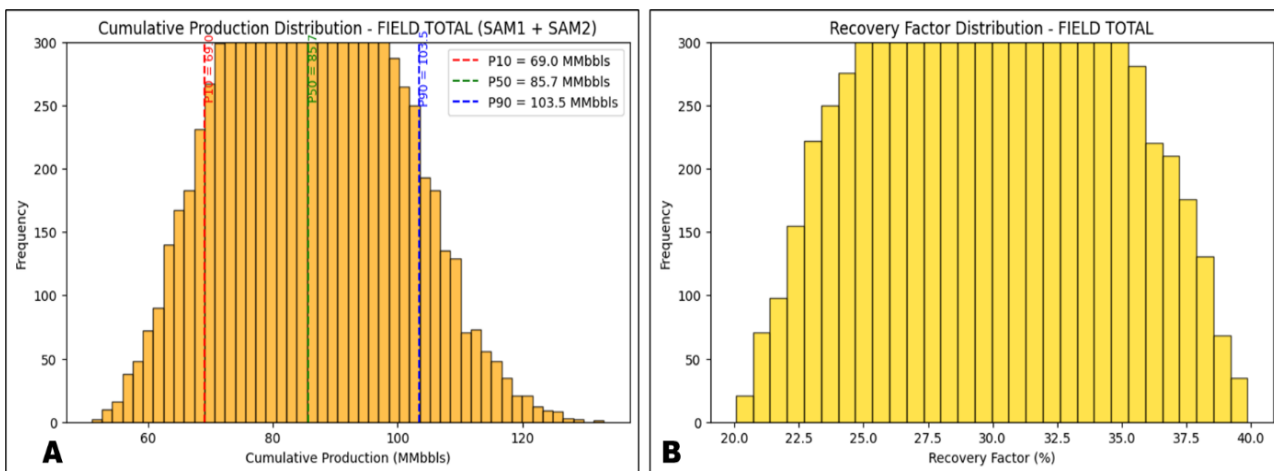 Cumulative Production Distribution - FIELD TOTAL (SAM1 + SAM2)
P10 = 69.0
P50 = 85.7
P90 = 103.5
P10 = 69.0 MMbbls
P50 = 85.7 MMbbls
P90 = 103.5 MMbbls
300
250
200
150
100
50
0
Frequency
60
80
100
120
Cumulative Production (MMbbls)
A
Recovery Factor Distribution - FIELD TOTAL
300
250
200
150
100
50
0
Frequency
20.0
22.5
25.0
27.5
30.0
32.5
35.0
37.5
40.0
Recovery Factor (%)
B